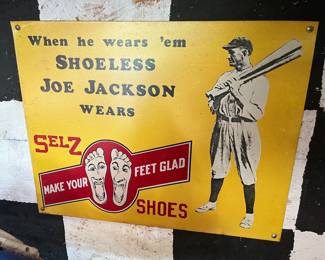 When he wears 'em
SHOELESS
JOE JACKSON
WEARS
SELZ
MAKE YOUR FEET GLAD
SHOES